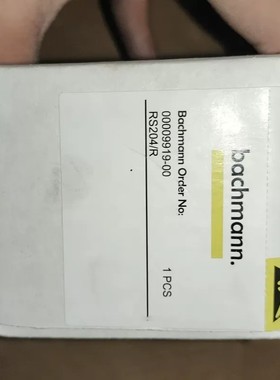 bachmann.
Bachmann Order No:
00009919-00
RS204/R
1 PCS